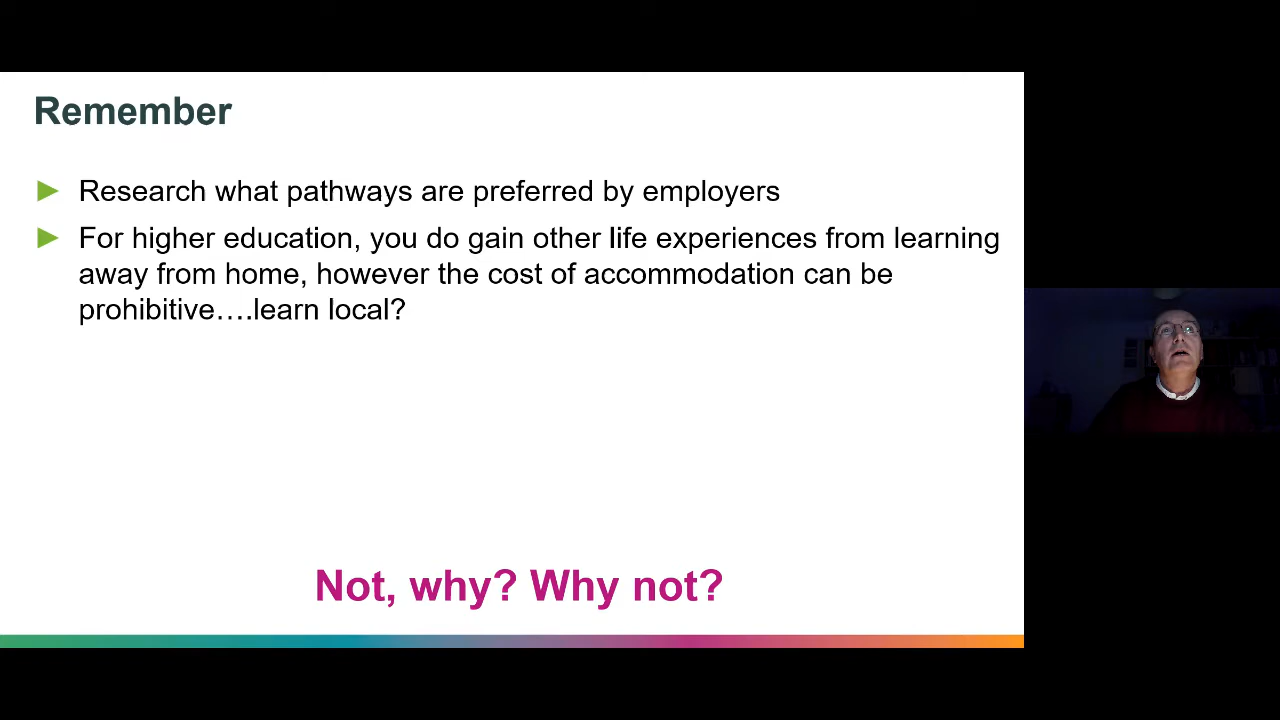 Remember
Research what pathways are preferred by employers
For higher education, you do gain other life experiences from learning
away from home, however the cost of accommodation can be
prohibitive….learn local?
Not, why? Why not?